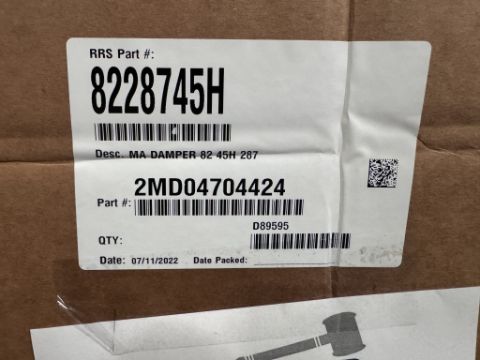 RRS Part #:
8228745H
Desc. MA DAMPER 82 45H 287
2MD04704424
Part #:
D89595
QTY:
Date: 07/11/2022 Date Packed: